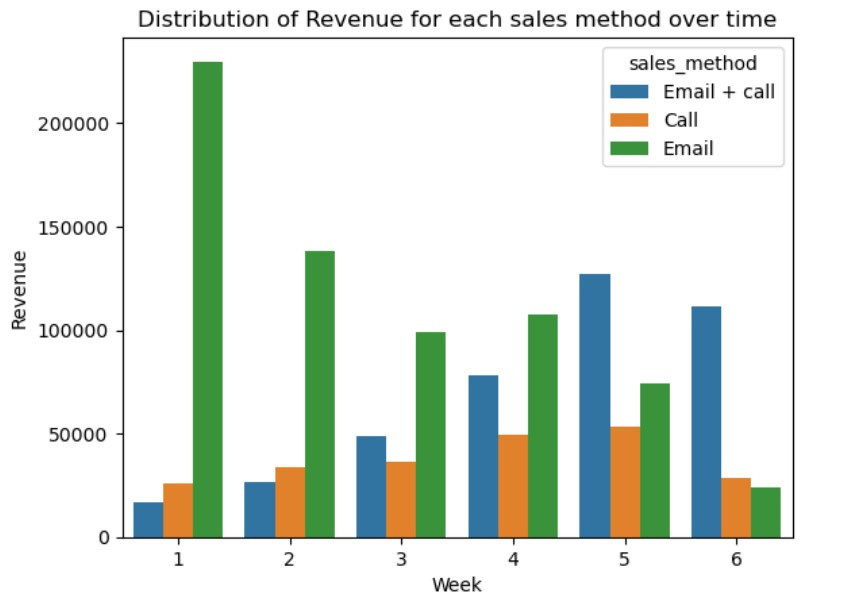 Distribution of Revenue for each sales method over time
sales_method
Email + call
Call
Email
Revenue
200000
150000
100000
50000
0
1 2 3 4 5 6
Week